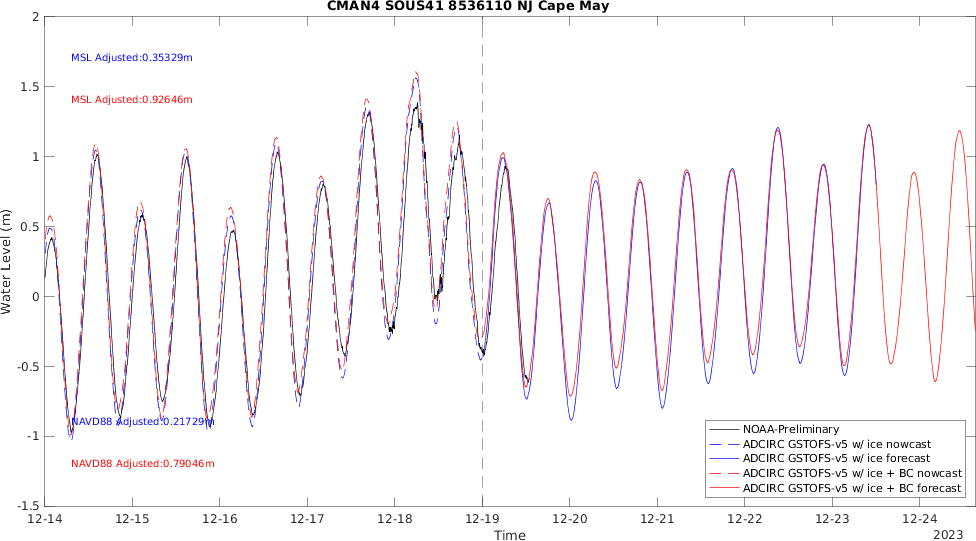 CMAN4 SOUS41 8536110 NJ Cape May
2
1.5
1
0.5
0
-0.5
-1
-1.5
Water Level (m)
MSL Adjusted:0.35329m
MSL Adjusted:0.92646m
NAVD88 Adjusted:0.21729m
NAVD88 Adjusted:0.79046m
NOAA-Preliminary
ADCIRC GSTOFS-v5 w/ ice nowcast
ADCIRC GSTOFS-v5 w/ ice forecast
ADCIRC GSTOFS-v5 w/ ice + BC nowcast
ADCIRC GSTOFS-v5 w/ ice + BC forecast
12-14 12-15 12-16 12-17 12-18 12-19 12-20 12-21 12-22 12-23 12-24
Time
2023